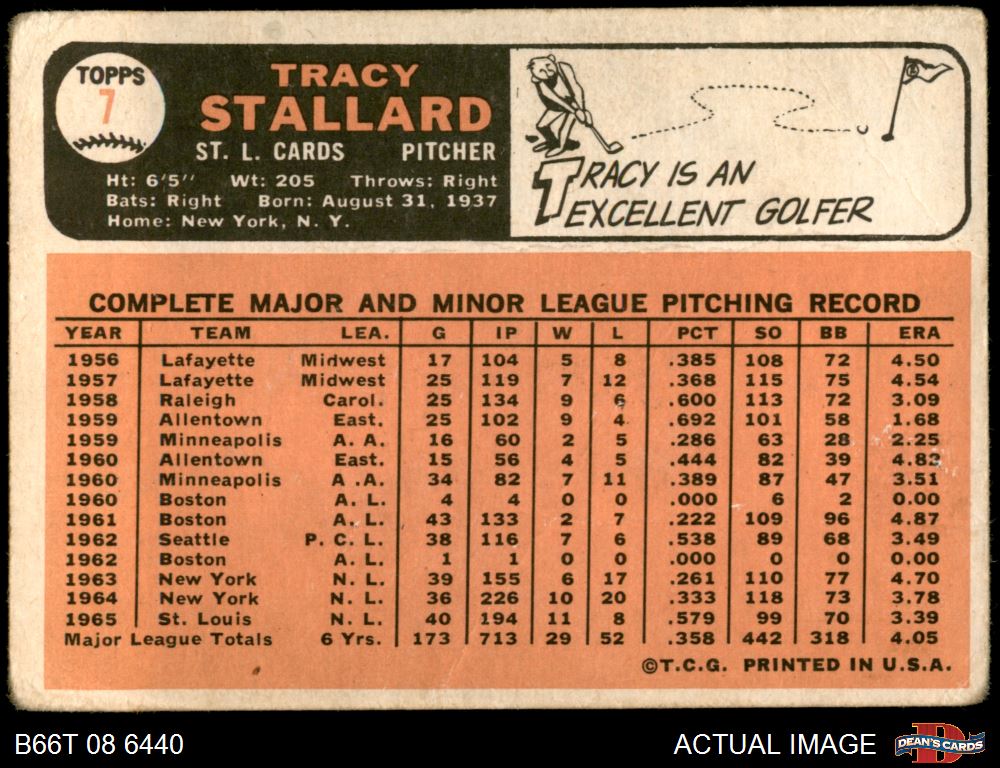 TOPPS
7
TRACY
STALLARD
ST. L. CARDS PITCHER
Ht: 6'5" Wt: 205 Throws: Right
Bats: Right Born: August 31, 1937
Home: New York, N. Y.
TRACY IS AN
EXCELLENT GOLFER
COMPLETE MAJOR AND MINOR LEAGUE PITCHING RECORD
YEAR TEAM LEA. G IP W L PCT SO BB ERA
1956 Lafayette Midwest 17 104 5 8 .385 108 72 4.50
1957 Lafayette Midwest 25 119 7 12 .368 115 75 4.54
1958 Raleigh Carol. 25 134 9 6 .600 113 72 3.09
1959 Allentown East. 25 102 9 4 .692 101 58 1.68
1959 Minneapolis A. A. 16 60 2 5 .286 63 28 2.25
1960 Allentown East. 15 56 4 5 .444 82 39 4.82
1960 Minneapolis A .A. 34 82 7 11 .389 87 47 3.51
1960 Boston A. L. 4 4 0 0 .000 6 2 0.00
1961 Boston A. L. 43 133 2 7 .222 109 96 4.87
1962 Seattle P. C. L. 38 116 7 6 .538 89 68 3.49
1962 Boston A. L. 1 1 0 0 .000 0 0 0.00
1963 New York N. L. 39 155 6 17 .261 110 77 4.70
1964 New York N. L. 36 226 10 20 .333 118 73 3.78
1965 St. Louis N. L. 40 194 11 8 .579 99 70 3.39
Major League Totals 6 Yrs. 173 713 29 52 .358 442 318 4.05
©T.C.G. PRINTED IN U.S.A.
B66T 08 6440 ACTUAL IMAGE
D
DEAN'S CARDS